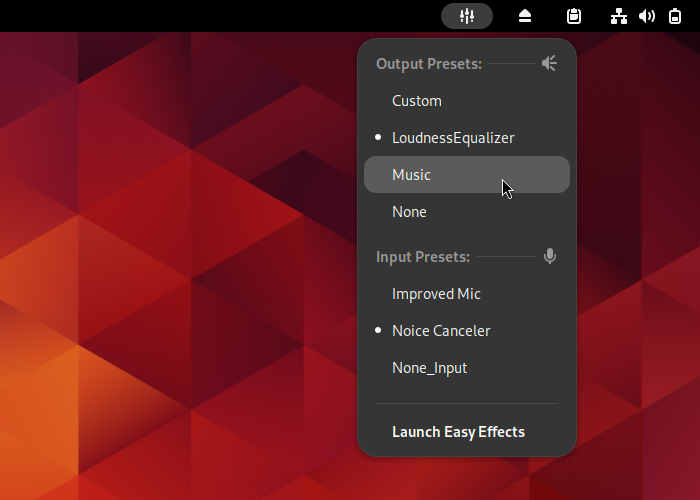 Output Presets:
Custom
LoudnessEqualizer
Music
None
Input Presets:
Improved Mic
Noice Canceler
None_Input
Launch Easy Effects